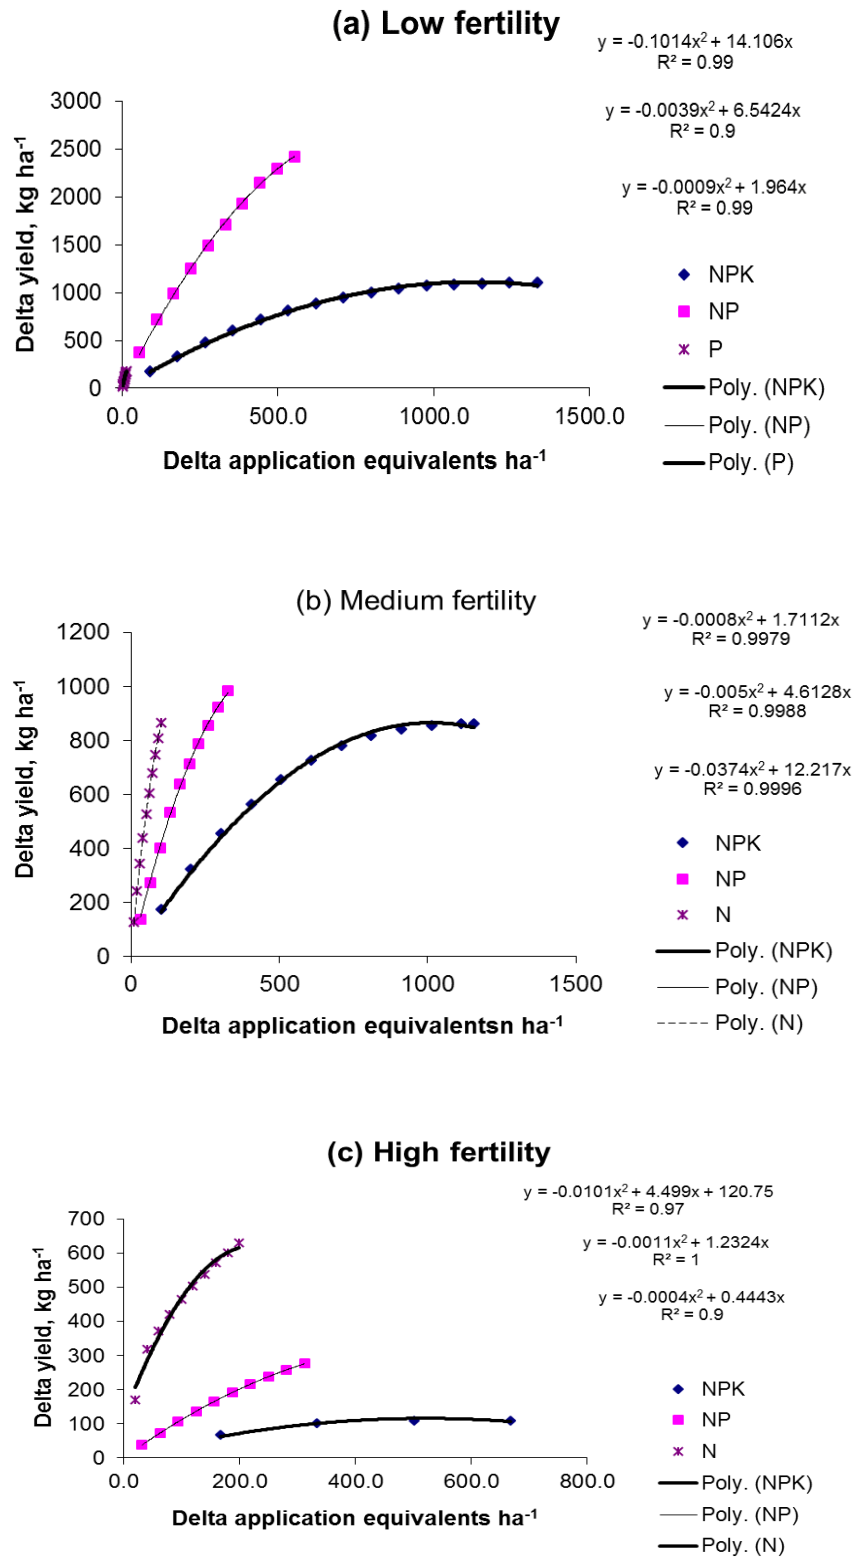 (a) Low fertility
y = -0.1014x² + 14.106x
R² = 0.99
y = -0.0039x² + 6.5424x
R² = 0.9
y = -0.0009x² + 1.964x
R² = 0.99
3000
2500
2000
1500
1000
500
0
Delta yield, kg ha⁻¹
0.0 500.0 1000.0 1500.0
Delta application equivalents ha⁻¹
NPK
NP
P
Poly. (NPK)
Poly. (NP)
Poly. (P)
(b) Medium fertility
y = -0.0008x² + 1.7112x
R² = 0.9979
y = -0.005x² + 4.6128x
R² = 0.9988
y = -0.0374x² + 12.217x
R² = 0.9996
1200
1000
800
600
400
200
0
Delta yield, kg ha⁻¹
0 500 1000 1500
Delta application equivalentsn ha⁻¹
NPK
NP
N
Poly. (NPK)
Poly. (NP)
Poly. (N)
(c) High fertility
y = -0.0101x² + 4.499x + 120.75
R² = 0.97
y = -0.0011x² + 1.2324x
R² = 1
y = -0.0004x² + 0.4443x
R² = 0.9
700
600
500
400
300
200
100
0
Delta yield, kg ha⁻¹
0.0 200.0 400.0 600.0 800.0
Delta application equivalents ha⁻¹
NPK
NP
N
Poly. (NPK)
Poly. (NP)
Poly. (N)